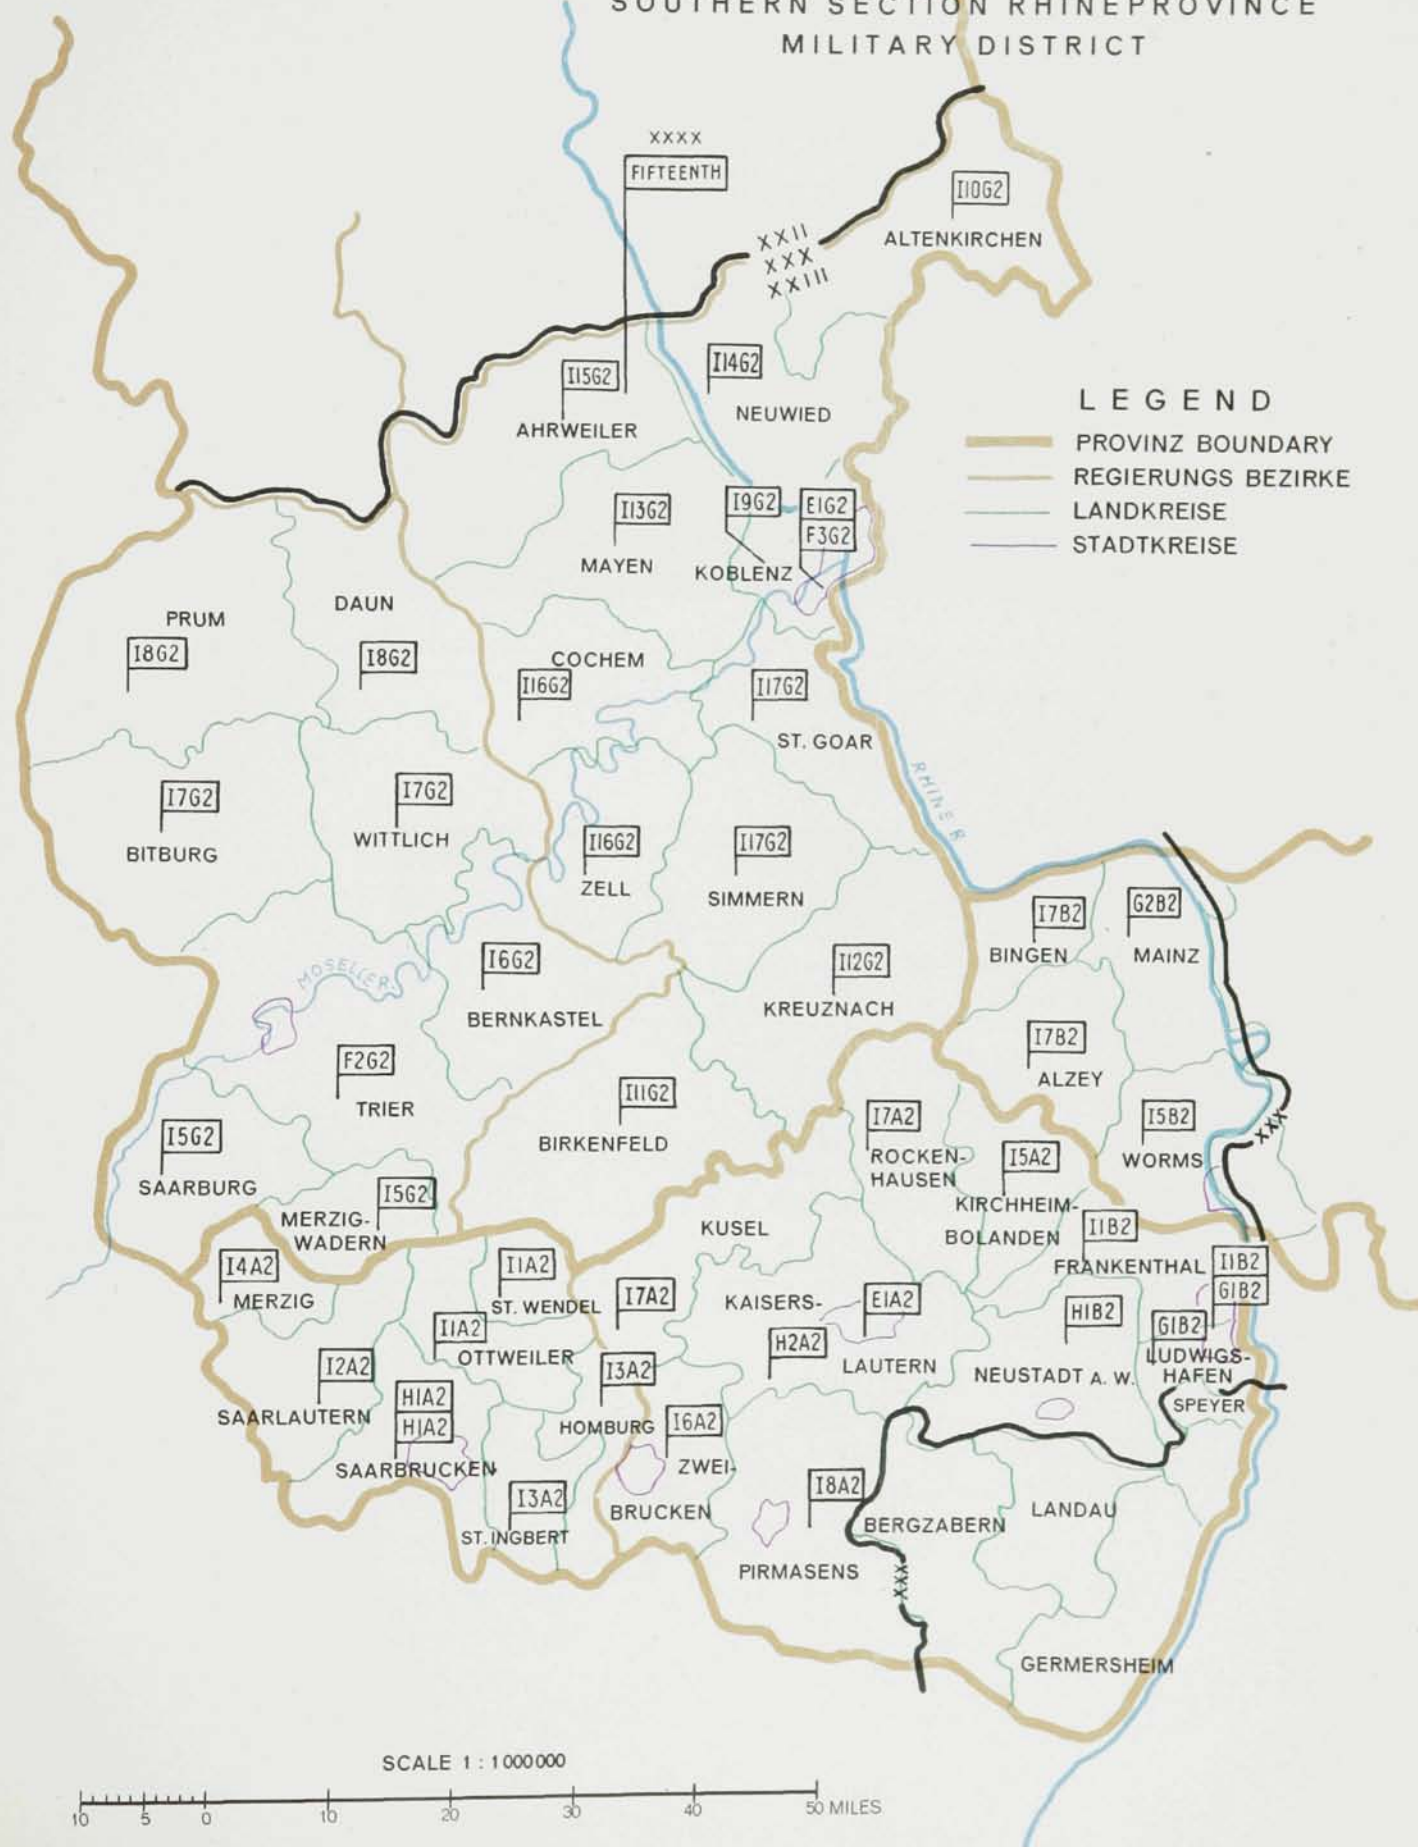 SOUTHERN SECTION RHINEPROVINCE
MILITARY DISTRICT
XXXX
FIFTEENTH
I10G2
ALTENKIRCHEN
XXII
XXX
XXIII
I15G2
AHRWEILER
I14G2
NEUWIED
LEGEND
PROVINZ BOUNDARY
REGIERUNGS BEZIRKE
LANDKREISE
STADTKREISE
I13G2
MAYEN
I9G2
E1G2
F3G2
KOBLENZ
PRUM
I8G2
DAUN
I8G2
COCHEM
I16G2
I17G2
ST. GOAR
RHINE R
I7G2
BITBURG
I7G2
WITTLICH
I16G2
ZELL
I17G2
SIMMERN
I7B2
BINGEN
G2B2
MAINZ
MOSELLE R.
I6G2
BERNKASTEL
I12G2
KREUZNACH
I7B2
ALZEY
F2G2
TRIER
I11G2
BIRKENFELD
I7A2
ROCKEN-
HAUSEN
I5A2
KIRCHHEIM-
BOLANDEN
I5B2
WORMS
XXX
I5G2
SAARBURG
I5G2
MERZIG-
WADERN
KUSEL
I1B2
FRANKENTHAL
I1B2
G1B2
I4A2
MERZIG
I1A2
ST. WENDEL
I7A2
KAISERS-
E1A2
H2A2
LAUTERN
H1B2
NEUSTADT A. W.
G1B2
LUDWIGS-
HAFEN
SPEYER
I1A2
OTTWEILER
I2A2
SAARLAUTERN
H1A2
H1A2
SAARBRUCKEN
I3A2
HOMBURG
I6A2
ZWEI-
BRUCKEN
I3A2
ST. INGBERT
I8A2
PIRMASENS
BERGZABERN
LANDAU
XXX
GERMERSHEIM
SCALE 1 : 1000000
10 5 0 10 20 30 40 50 MILES